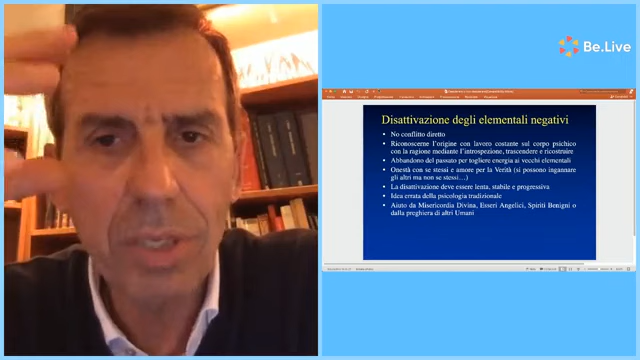 Be.Live
Disattivazione degli elementali negativi
• No conflitto diretto
• Riconoscerne l'origine con lavoro costante sul corpo psichico
con la ragione mediante l'introspezione, trascendere e ricostruire
• Abbandono del passato per togliere energia ai vecchi elementali
• Onestà con se stessi e amore per la Verità (si possono ingannare
gli altri ma non se stessi…)
• La disattivazione deve essere lenta, stabile e progressiva
• Idea errata della psicologia tradizionale
• Aiuto da Misericordia Divina, Esseri Angelici, Spiriti Benigni o
dalla preghiera di altri Umani